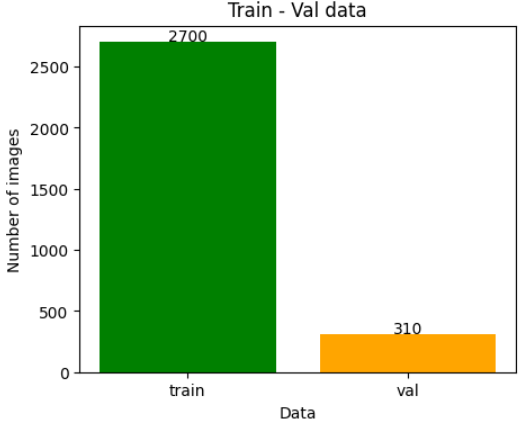 Train - Val data
2700
2500
2000
1500
1000
500
0
310
Number of images
train
val
Data